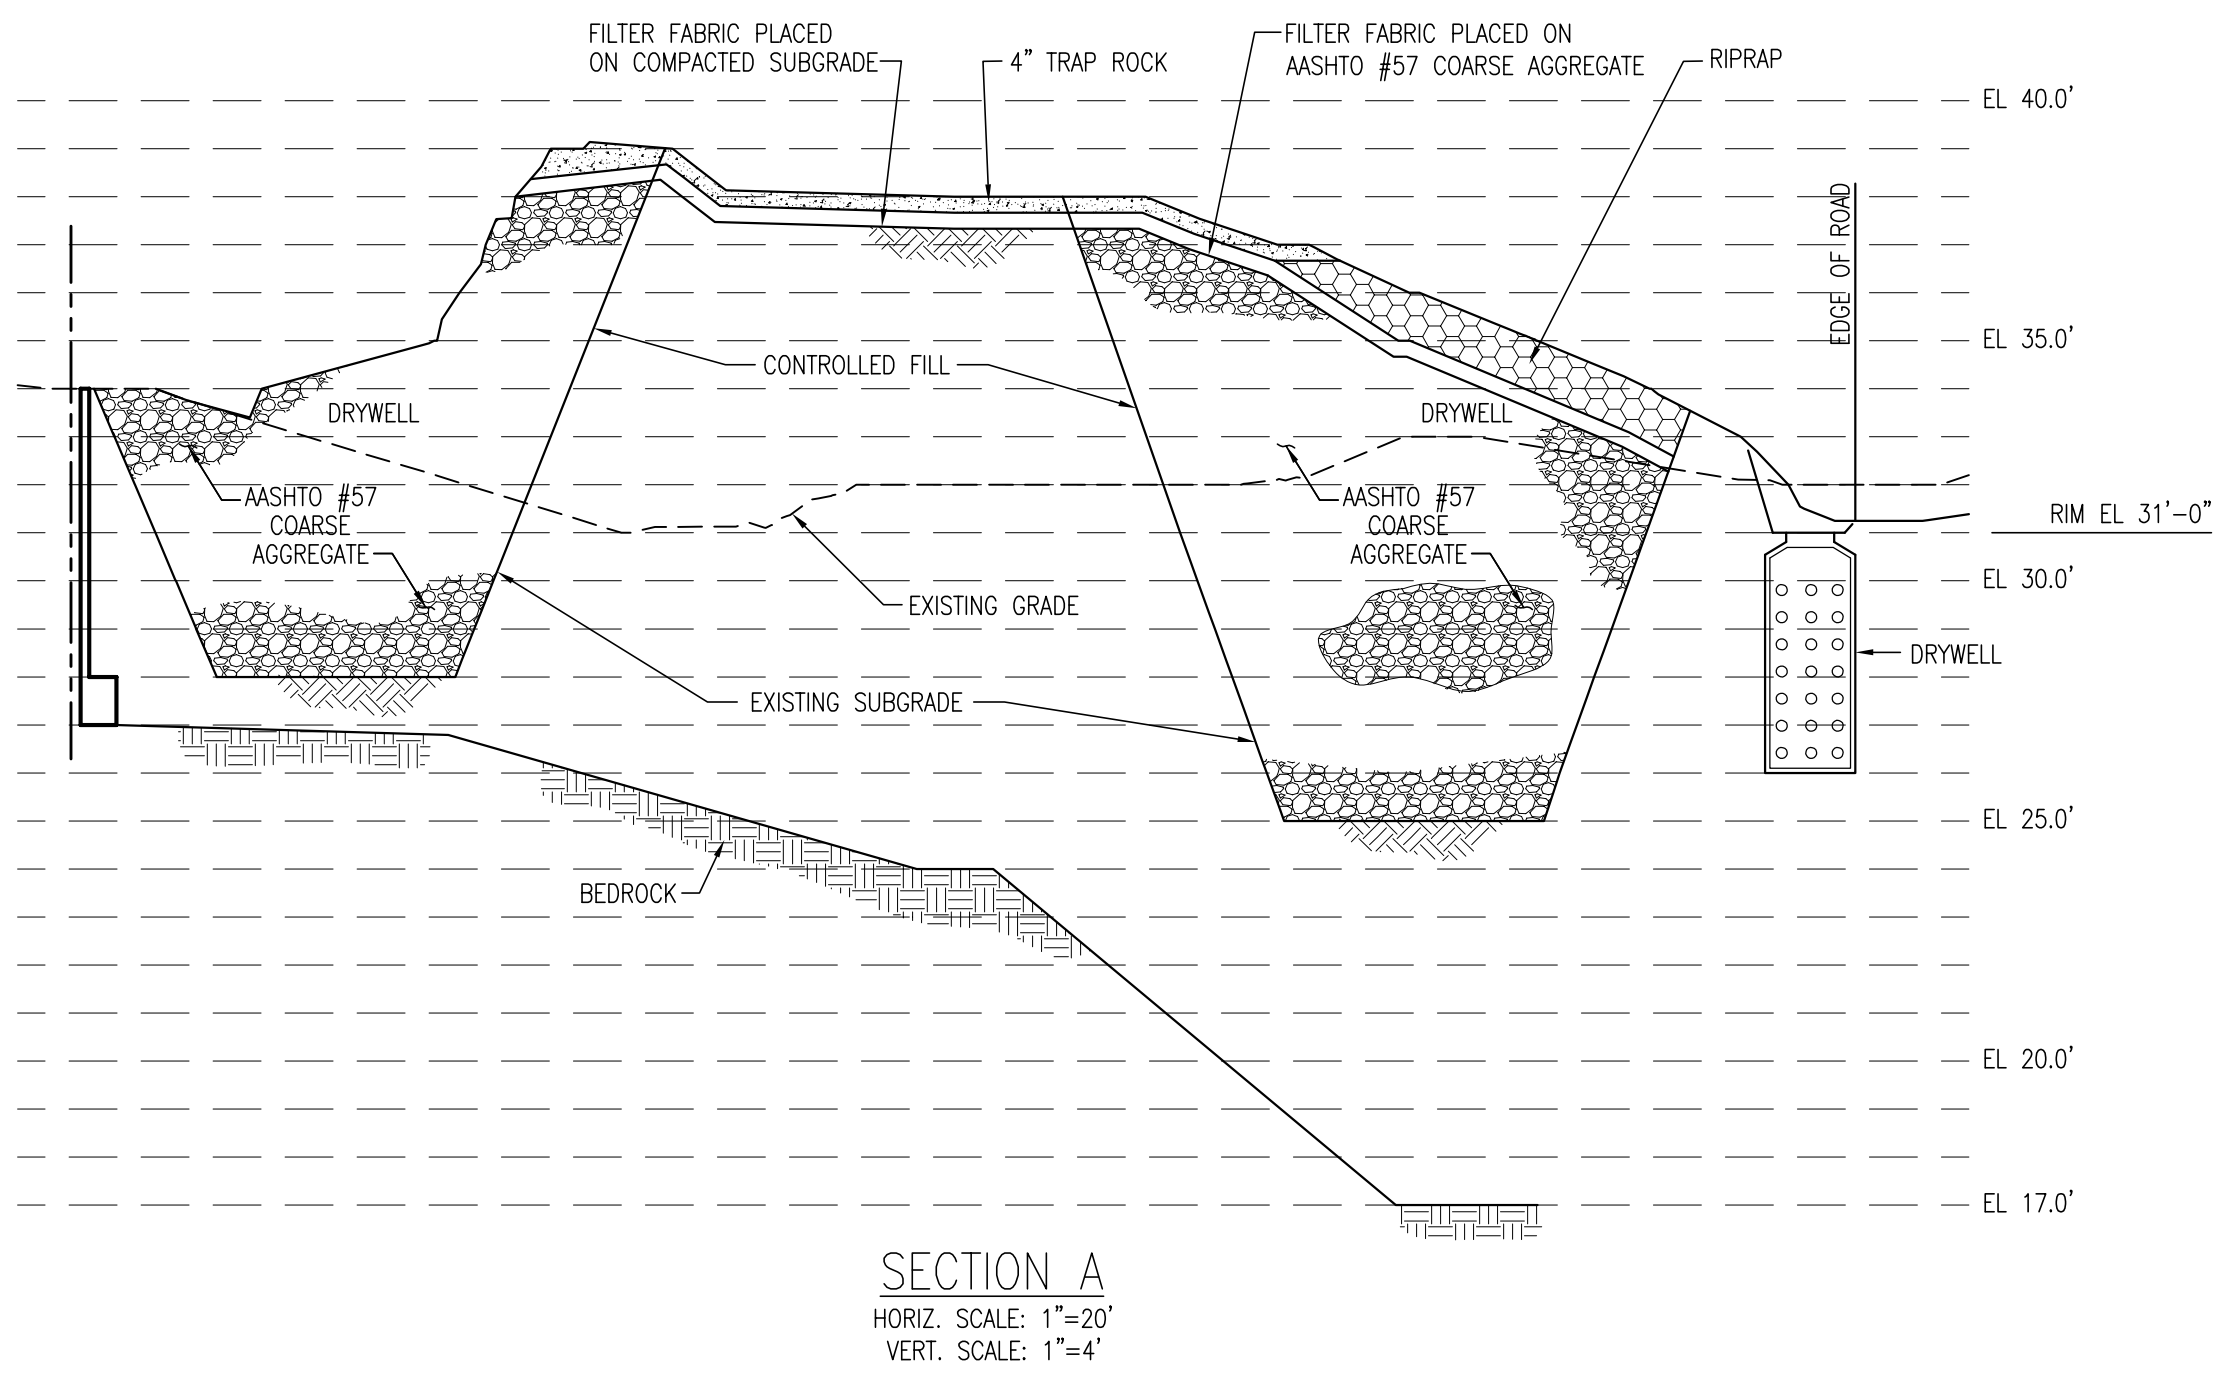 FILTER FABRIC PLACED
ON COMPACTED SUBGRADE
4" TRAP ROCK
FILTER FABRIC PLACED ON
AASHTO #57 COARSE AGGREGATE
RIPRAP
EL 40.0'
EDGE OF ROAD
EL 35.0'
CONTROLLED FILL
DRYWELL
DRYWELL
AASHTO #57
COARSE
AGGREGATE
AASHTO #57
COARSE
AGGREGATE
RIM EL 31'-0"
EL 30.0'
EXISTING GRADE
DRYWELL
EXISTING SUBGRADE
EL 25.0'
BEDROCK
EL 20.0'
EL 17.0'
SECTION A
HORIZ. SCALE: 1"=20'
VERT. SCALE: 1"=4'